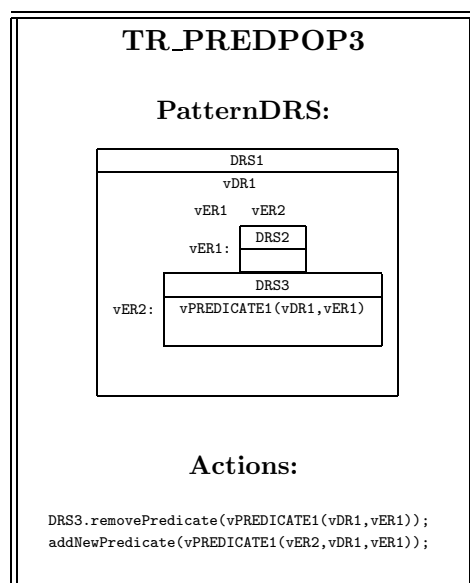 TR_PREDPOP3
PatternDRS:
DRS1
vDR1
vER1 vER2
vER1: DRS2
DRS3
vER2: vPREDICATE1(vDR1,vER1)
Actions:
DRS3.removePredicate(vPREDICATE1(vDR1,vER1));
addNewPredicate(vPREDICATE1(vER2,vDR1,vER1));